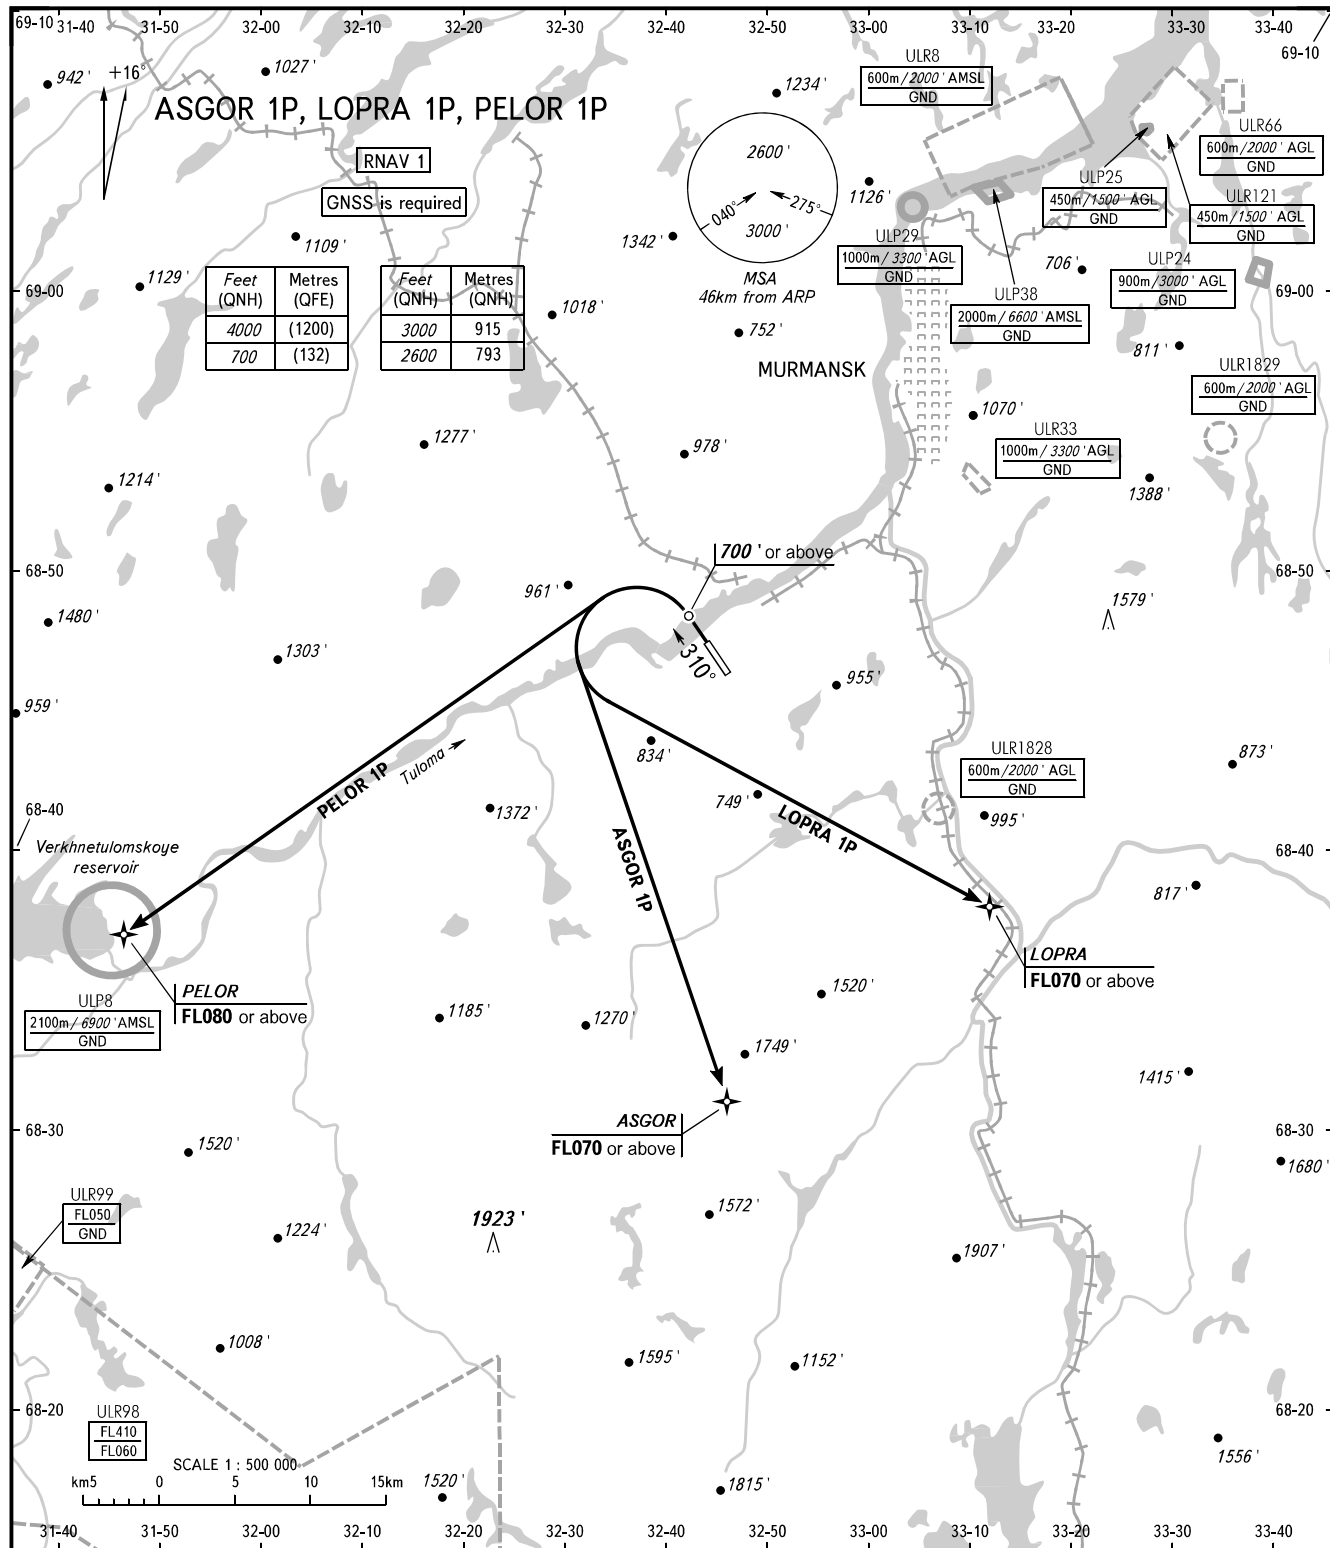 69-10
31-40
31-50
32-00
32-10
32-20
32-30
32-40
32-50
33-00
33-10
33-20
33-30
33-40
69-10
+16°
942'
1027'
1234'
ASGOR 1P, LOPRA 1P, PELOR 1P
RNAV 1
GNSS is required
ULR8
600m/2000' AMSL
GND
ULR66
600m/2000' AGL
GND
ULP25
450m/1500' AGL
GND
ULR121
450m/1500' AGL
GND
2600'
040°
275°
3000'
MSA
46km from ARP
1126'
1109'
1342'
1129'
ULP29
1000m/3300' AGL
GND
706'
ULP24
900m/3000' AGL
GND
Feet (QNH)
Metres (QFE)
4000
(1200)
700
(132)
Feet (QNH)
Metres (QNH)
3000
915
2600
793
69-00
69-00
1018'
752'
ULP38
2000m/6600' AMSL
GND
811'
MURMANSK
ULR1829
600m/2000' AGL
GND
1070'
1277'
978'
ULR33
1000m/3300' AGL
GND
1214'
1388'
700' or above
68-50
68-50
961'
1480'
1579'
1303'
310°
955'
959'
834'
Tuloma
PELOR 1P
ULR1828
600m/2000' AGL
GND
873'
749'
LOPRA 1P
ASGOR 1P
995'
1372'
68-40
68-40
Verkhnetulomskoye
reservoir
817'
LOPRA
FL070 or above
PELOR
FL080 or above
ULP8
2100m/6900' AMSL
GND
1185'
1270'
1520'
1749'
1415'
ASGOR
FL070 or above
68-30
68-30
1520'
1680'
ULR99
FL050
GND
1224'
1923'
1572'
1907'
1008'
1595'
1152'
68-20
68-20
ULR98
FL410
FL060
1556'
SCALE 1 : 500 000
km5
0
5
10
15km
1520'
1815'
31-40
31-50
32-00
32-10
32-20
32-30
32-40
32-50
33-00
33-10
33-20
33-30
33-40